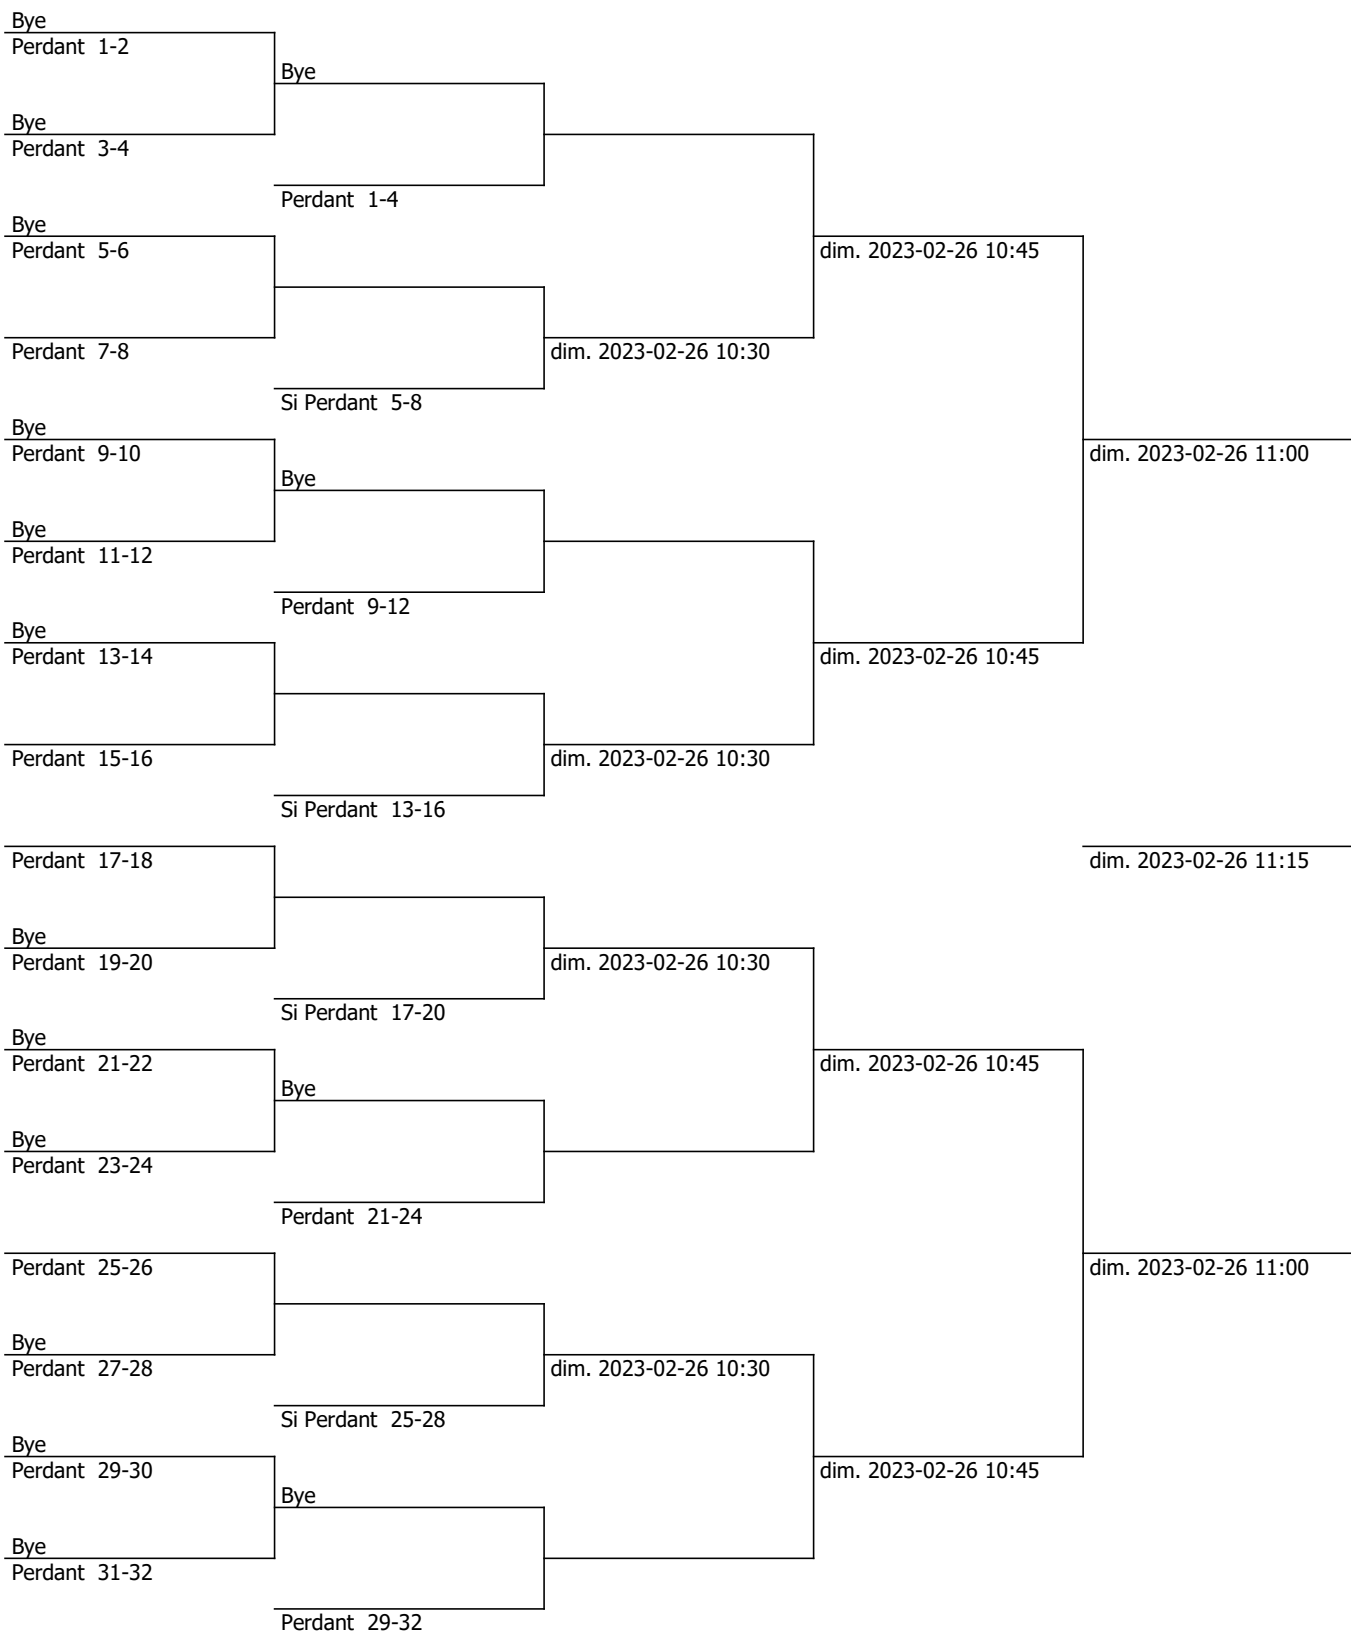 Bye
Perdant 1-2
Bye
Bye
Perdant 3-4
Perdant 1-4
Bye
Perdant 5-6
dim. 2023-02-26 10:45
Perdant 7-8
dim. 2023-02-26 10:30
Si Perdant 5-8
Bye
Perdant 9-10
dim. 2023-02-26 11:00
Bye
Bye
Perdant 11-12
Perdant 9-12
Bye
Perdant 13-14
dim. 2023-02-26 10:45
Perdant 15-16
dim. 2023-02-26 10:30
Si Perdant 13-16
Perdant 17-18
dim. 2023-02-26 11:15
Bye
Perdant 19-20
dim. 2023-02-26 10:30
Si Perdant 17-20
Bye
Perdant 21-22
dim. 2023-02-26 10:45
Bye
Bye
Perdant 23-24
Perdant 21-24
Perdant 25-26
dim. 2023-02-26 11:00
Bye
Perdant 27-28
dim. 2023-02-26 10:30
Si Perdant 25-28
Bye
Perdant 29-30
dim. 2023-02-26 10:45
Bye
Bye
Perdant 31-32
Perdant 29-32